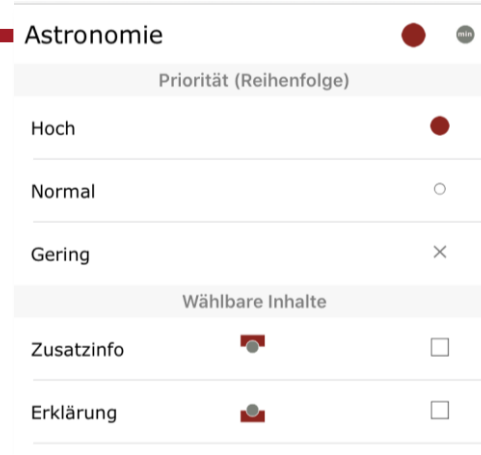 Astronomie
min
Priorität (Reihenfolge)
Hoch
Normal
Gering
Wählbare Inhalte
Zusatzinfo
Erklärung